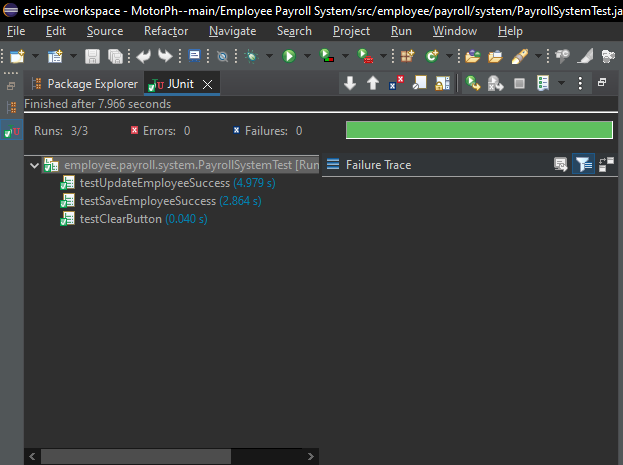 eclipse-workspace - MotorPh--main/Employee Payroll System/src/employee/payroll/system/PayrollSystemTest.ja
File Edit Source Refactor Navigate Search Project Run Window Help
Package Explorer JUnit
Finished after 7.966 seconds
Runs: 3/3 Errors: 0 Failures: 0
employee.payroll.system.PayrollSystemTest [Run
Failure Trace
testUpdateEmployeeSuccess (4.979 s)
testSaveEmployeeSuccess (2.864 s)
testClearButton (0.040 s)